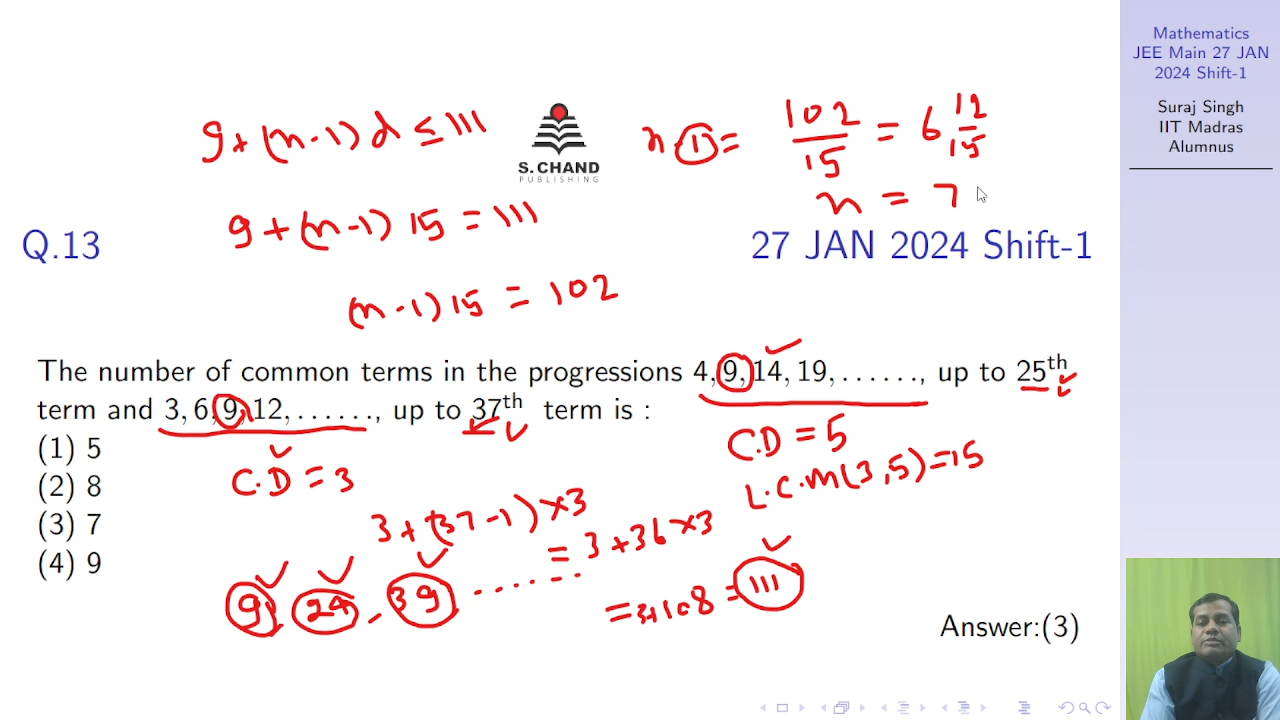 Mathematics
JEE Main 27 JAN
2024 Shift-1
Suraj Singh
IIT Madras
Alumnus
9+(n-1)d ≤ 111
S. CHAND
PUBLISHING
n-1 = 102/15 = 6 12/15
n = 7
9+(n-1) 15 = 111
Q.13
27 JAN 2024 Shift-1
(n-1) 15 = 102
The number of common terms in the progressions 4, 9, 14, 19, ......, up to 25th
term and 3, 6, 9, 12, ......, up to 37th term is :
(1) 5
(2) 8
(3) 7
(4) 9
C.D = 3
C.D = 5
L.C.M(3,5)=15
3+(37-1)×3
= 3+36×3
=3+108 = 111
9, 24, 39 ......
Answer:(3)